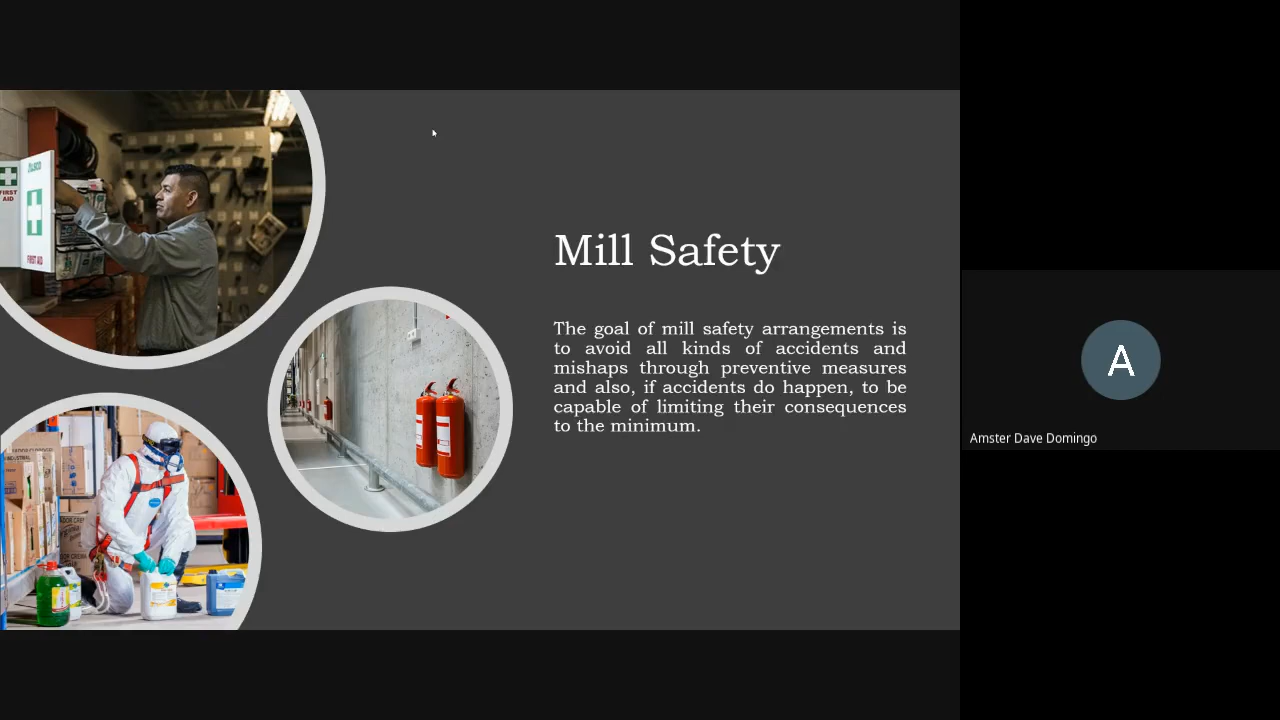 Mill Safety
The goal of mill safety arrangements is
to avoid all kinds of accidents and
mishaps through preventive measures
and also, if accidents do happen, to be
capable of limiting their consequences
to the minimum.
FIRST
AID
FIRST AID
A
Amster Dave Domingo